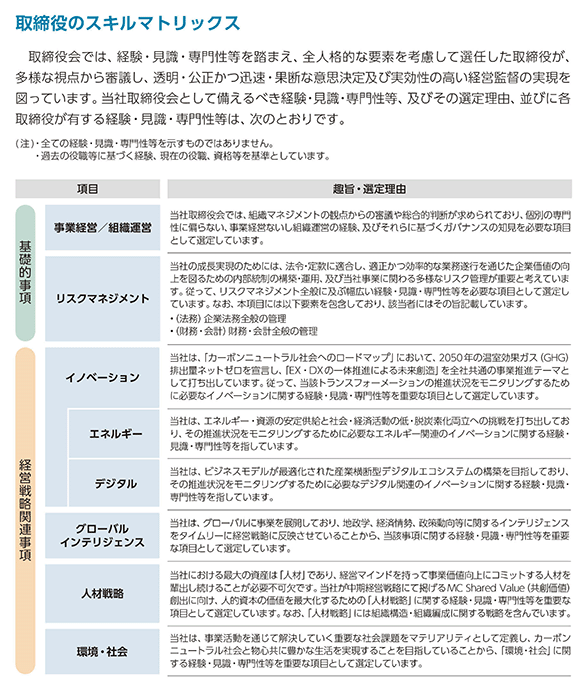 取締役のスキルマトリックス
取締役会では、経験・見識・専門性等を踏まえ、全人格的な要素を考慮して選任した取締役が、
多様な視点から審議し、透明・公正かつ迅速・果断な意思決定及び実効性の高い経営監督の実現を
図っています。当社取締役会として備えるべき経験・見識・専門性等、及びその選定理由、並びに各
取締役が有する経験・見識・専門性等は、次のとおりです。
(注)・全ての経験・見識・専門性等を示すものではありません。
・過去の役職等に基づく経験、現在の役職、資格等を基準としています。
項目
趣旨・選定理由
基礎的事項
事業経営/組織運営
当社取締役会では、組織マネジメントの観点からの審議や総合的判断が求められており、個別の専門
性に偏らない、事業経営ないし組織運営の経験、及びそれらに基づくガバナンスの知見を必要な項目
として選定しています。
リスクマネジメント
当社の成長実現のためには、法令・定款に適合し、適正かつ効率的な業務遂行を通じた企業価値の向
上を図るための内部統制の構築・運用、及び当社事業に関わる多様なリスク管理が重要と考えていま
す。従って、リスクマネジメント全般に及ぶ幅広い経験・見識・専門性等を必要な項目として選定して
います。なお、本項目には以下要素を包含しており、該当者にはその旨記載しています。
・(法務) 企業法務全般の管理
・(財務・会計) 財務・会計全般の管理
経営戦略関連事項
イノベーション
当社は、「カーボンニュートラル社会へのロードマップ」において、2050年の温室効果ガス(GHG)
排出量ネットゼロを宣言し、「EX・DXの一体推進による未来創造」を全社共通の事業推進テーマと
して打ち出しています。従って、当該トランスフォーメーションの推進状況をモニタリングするため
に必要なイノベーションに関する経験・見識・専門性等を重要な項目として選定しています。
エネルギー
当社は、エネルギー・資源の安定供給と社会・経済活動の低・脱炭素化両立への挑戦を打ち出してお
り、その推進状況をモニタリングするために必要なエネルギー関連のイノベーションに関する経験・
見識・専門性等を指しています。
デジタル
当社は、ビジネスモデルが最適化された産業横断型デジタルエコシステムの構築を目指しており、
その推進状況をモニタリングするために必要なデジタル関連のイノベーションに関する経験・見識・
専門性等を指しています。
グローバル
インテリジェンス
当社は、グローバルに事業を展開しており、地政学、経済情勢、政策動向等に関するインテリジェンス
をタイムリーに経営戦略に反映させていることから、当該事項に関する経験・見識・専門性等を重要
な項目として選定しています。
人材戦略
当社における最大の資産は「人材」であり、経営マインドを持って事業価値向上にコミットする人材を
輩出し続けることが必要不可欠です。当社が中期経営戦略にて掲げるMC Shared Value(共創価値)
創出に向け、人的資本の価値を最大化するための「人材戦略」に関する経験・見識・専門性等を重要な
項目として選定しています。なお、「人材戦略」には組織構造・組織編成に関する戦略を含んでいます。
環境・社会
当社は、事業活動を通じて解決していく重要な社会課題をマテリアリティとして定義し、カーボン
ニュートラル社会と物心共に豊かな生活を実現することを目指していることから、「環境・社会」に関
する経験・見識・専門性等を重要な項目として選定しています。